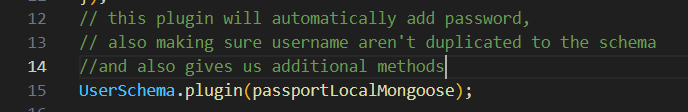 });
12 // this plugin will automatically add password,
13 // also making sure username aren't duplicated to the schema
14 //and also gives us additional methods
15 UserSchema.plugin(passportLocalMongoose);